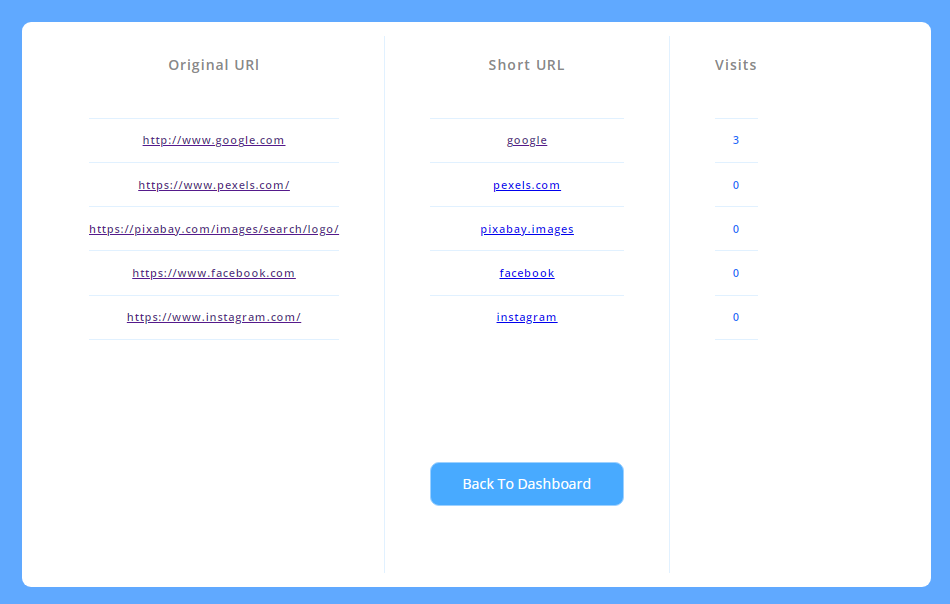 Original URl Short URL Visits
http://www.google.com google 3
https://www.pexels.com/ pexels.com 0
https://pixabay.com/images/search/logo/ pixabay.images 0
https://www.facebook.com facebook 0
https://www.instagram.com/ instagram 0
Back To Dashboard